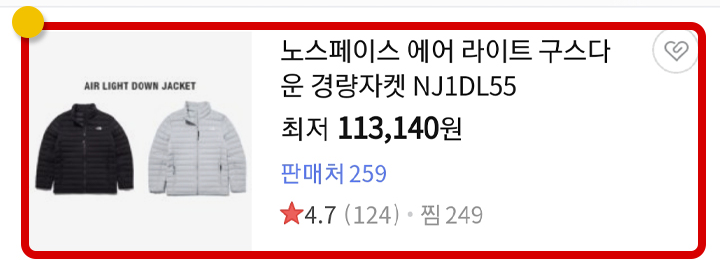 AIR LIGHT DOWN JACKET
노스페이스 에어 라이트 구스다
운 경량자켓 NJ1DL55
최저 113,140원
판매처 259
4.7 (124) • 찜 249